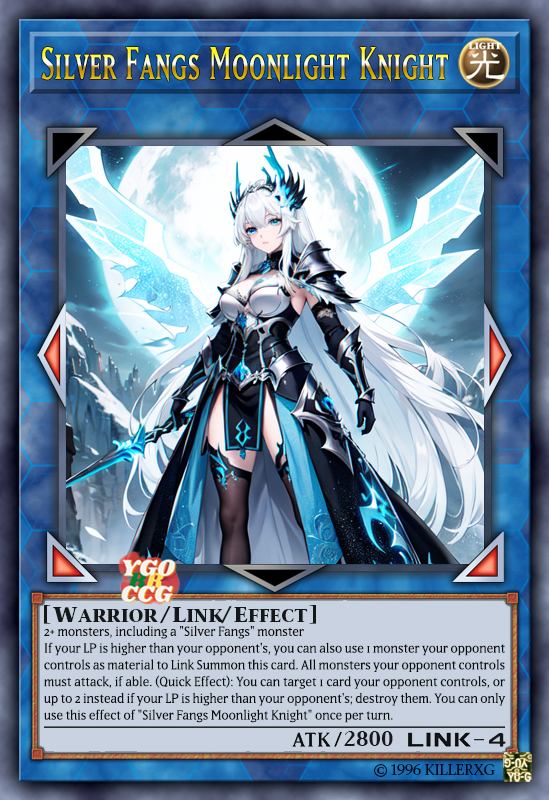 Silver Fangs Moonlight Knight
LIGHT
光
YGO
BR
CCG
[Warrior/Link/Effect]
2+ monsters, including a "Silver Fangs" monster
If your LP is higher than your opponent's, you can also use 1 monster your opponent
controls as material to Link Summon this card. All monsters your opponent controls
must attack, if able. (Quick Effect): You can target 1 card your opponent controls, or
up to 2 instead if your LP is higher than your opponent's; destroy them. You can only
use this effect of "Silver Fangs Moonlight Knight" once per turn.
ATK/2800 LINK-4
© 1996 KILLERXG